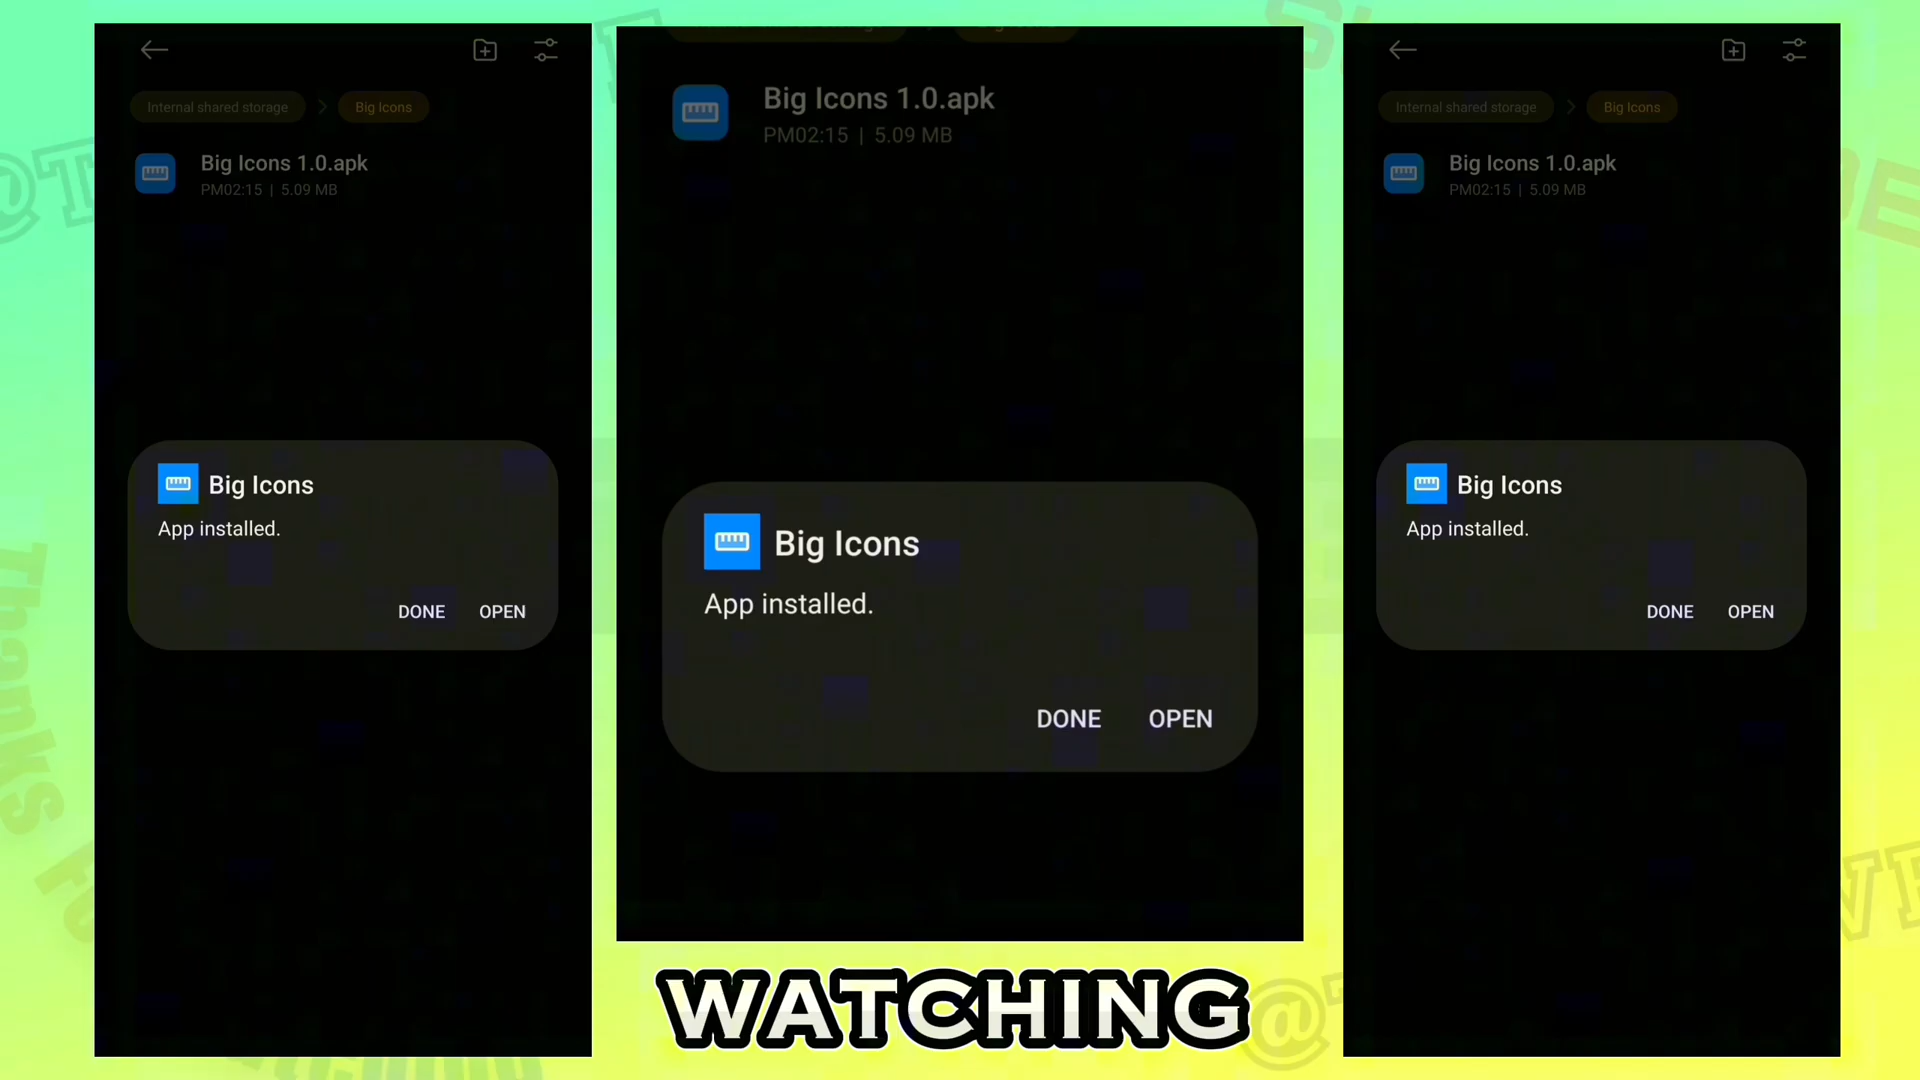 Internal shared storage > Big Icons
Big Icons 1.0.apk
PM02:15 | 5.09 MB
Big Icons
App installed.
DONE OPEN
Big Icons 1.0.apk
PM02:15 | 5.09 MB
Big Icons
App installed.
DONE OPEN
Internal shared storage > Big Icons
Big Icons 1.0.apk
PM02:15 | 5.09 MB
Big Icons
App installed.
DONE OPEN
WATCHING
Thanks